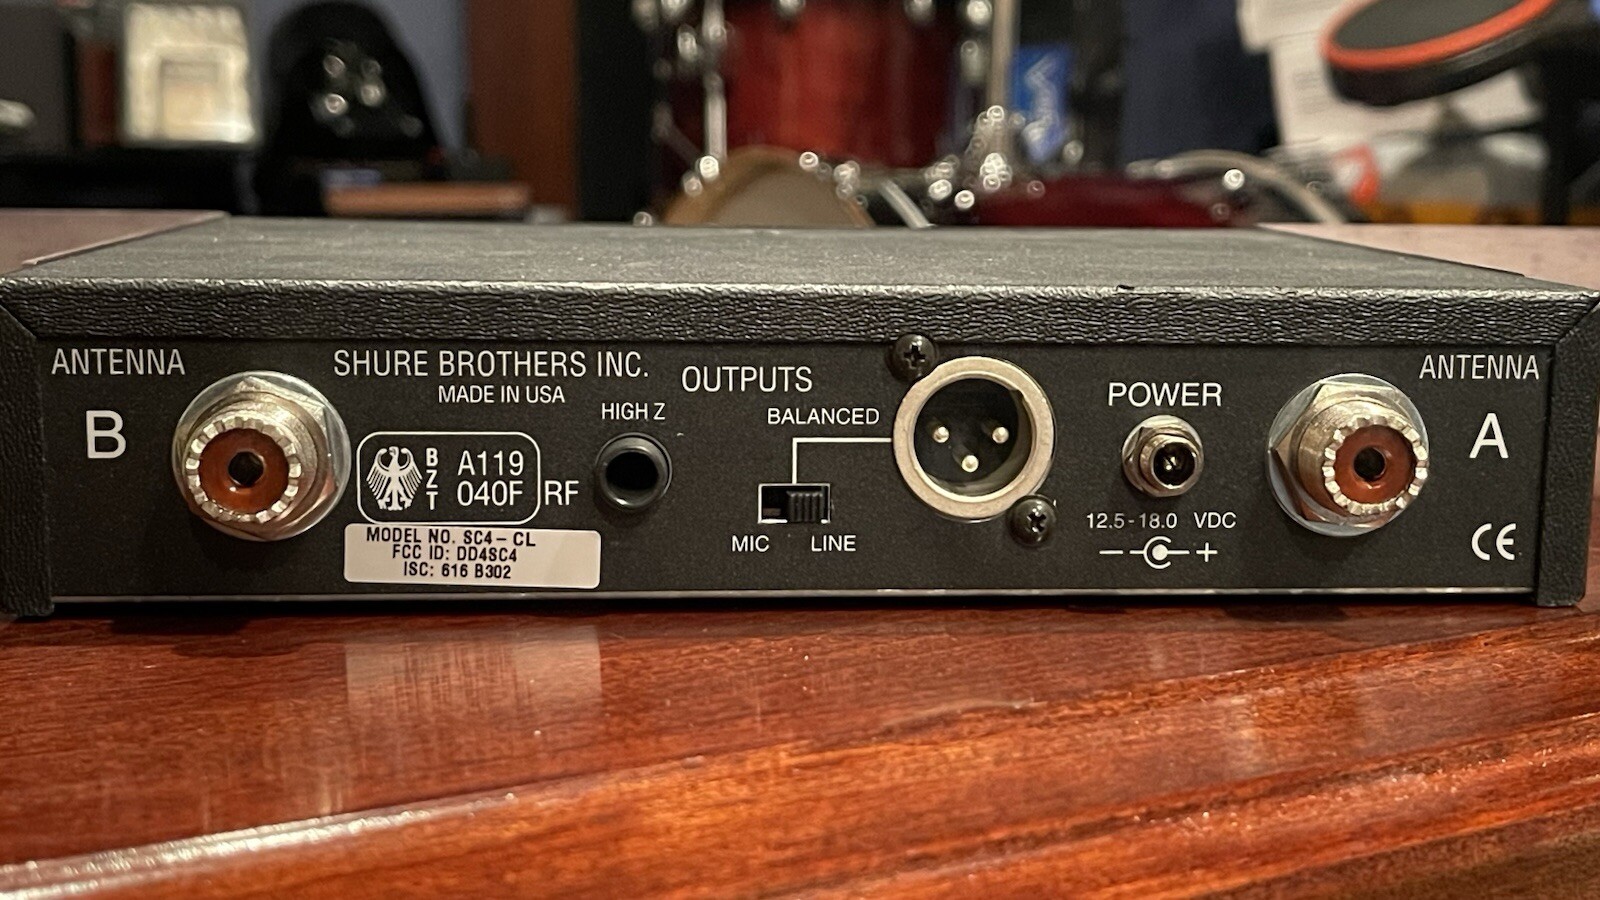 ANTENNA
B
SHURE BROTHERS INC.
MADE IN USA
BZT
A119
040F
RF
MODEL NO. SC4-CL
FCC ID: DD4SC4
ISC: 616 B302
HIGH Z
OUTPUTS
BALANCED
MIC LINE
POWER
12.5-18.0 VDC
- +
ANTENNA
A
CE